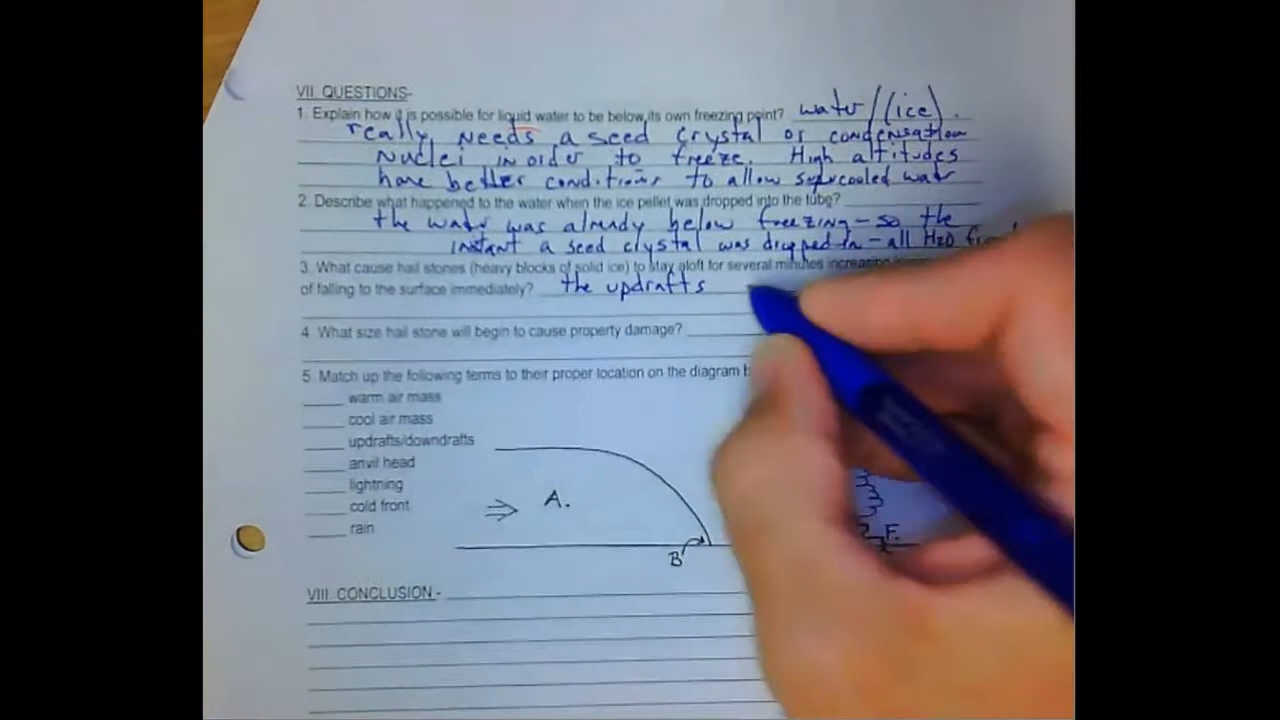 VII. QUESTIONS-
1. Explain how it is possible for liquid water to be below its own freezing point? water/(ice).
really needs a seed crystal or condensation
nuclei in order to freeze. High altitudes
have better conditions to allow supercooled water
2. Describe what happened to the water when the ice pellet was dropped into the tube?
the water was already below freezing - so the
instant a seed crystal was dropped in - all H2O
3. What cause hail stones (heavy blocks of solid ice) to stay aloft for several minutes increasing
of falling to the surface immediately? the updrafts
4. What size hail stone will begin to cause property damage?
5. Match up the following terms to their proper location on the diagram
warm air mass
cool air mass
updrafts/downdrafts
anvil head
lightning
cold front
rain
A.
B
F.
VIII. CONCLUSION-